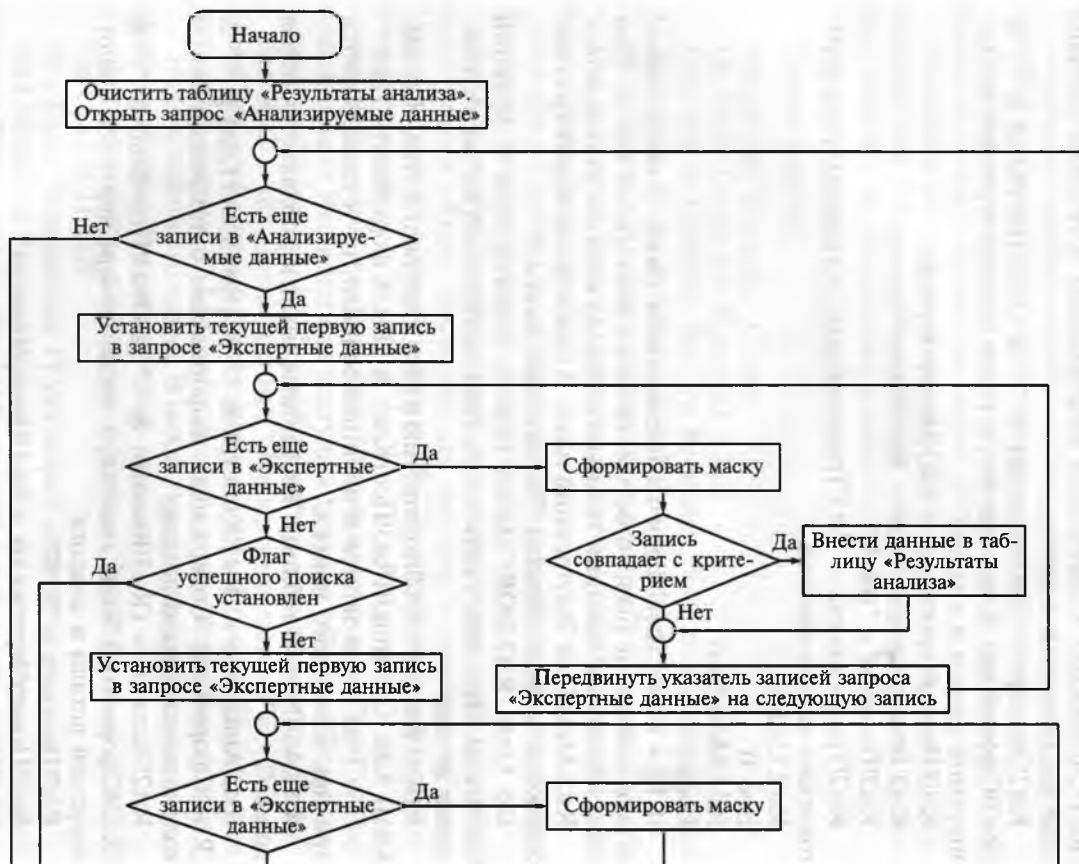 Начало
Очистить таблицу «Результаты анализа».
Открыть запрос «Анализируемые данные»
Есть еще
записи в «Анализируе-
мые данные»
Нет
Да
Установить текущей первую запись
в запросе «Экспертные данные»
Есть еще
записи в «Экспертные
данные»
Да
Сформировать маску
Нет
Запись
совпадает с крите-
рием
Да
Внести данные в таб-
лицу «Результаты
анализа»
Нет
Флаг
успешного поиска
установлен
Да
Нет
Передвинуть указатель записей запроса
«Экспертные данные» на следующую запись
Установить текущей первую запись
в запросе «Экспертные данные»
Есть еще
записи в «Экспертные
данные»
Да
Сформировать маску